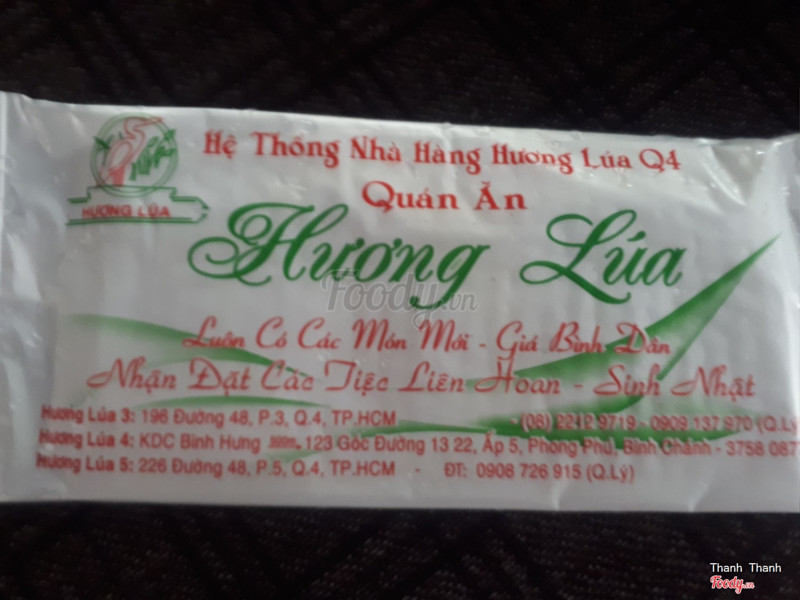 Hệ Thống Nhà Hàng Hương Lúa Q4
Quán Ăn
HƯƠNG LÚA
Hương Lúa
Foody.vn
Luôn Có Các Món Mới - Giá Bình Dân
Nhận Đặt Các Tiệc Liên Hoan - Sinh Nhật
Hương Lúa 3: 196 Đường 48, P.3, Q.4, TP.HCM - (08) 2212 9719 - 0909 137 970 (Q.Lý
Hương Lúa 4: KDC Bình Hưng 123 Góc Đường 13 22, Ấp 5, Phong Phú, Bình Chánh - 3758 087
Hương Lúa 5: 226 Đường 48, P.5, Q.4, TP.HCM - ĐT: 0908 726 915 (Q.Lý)
Thanh Thanh
Foody.vn